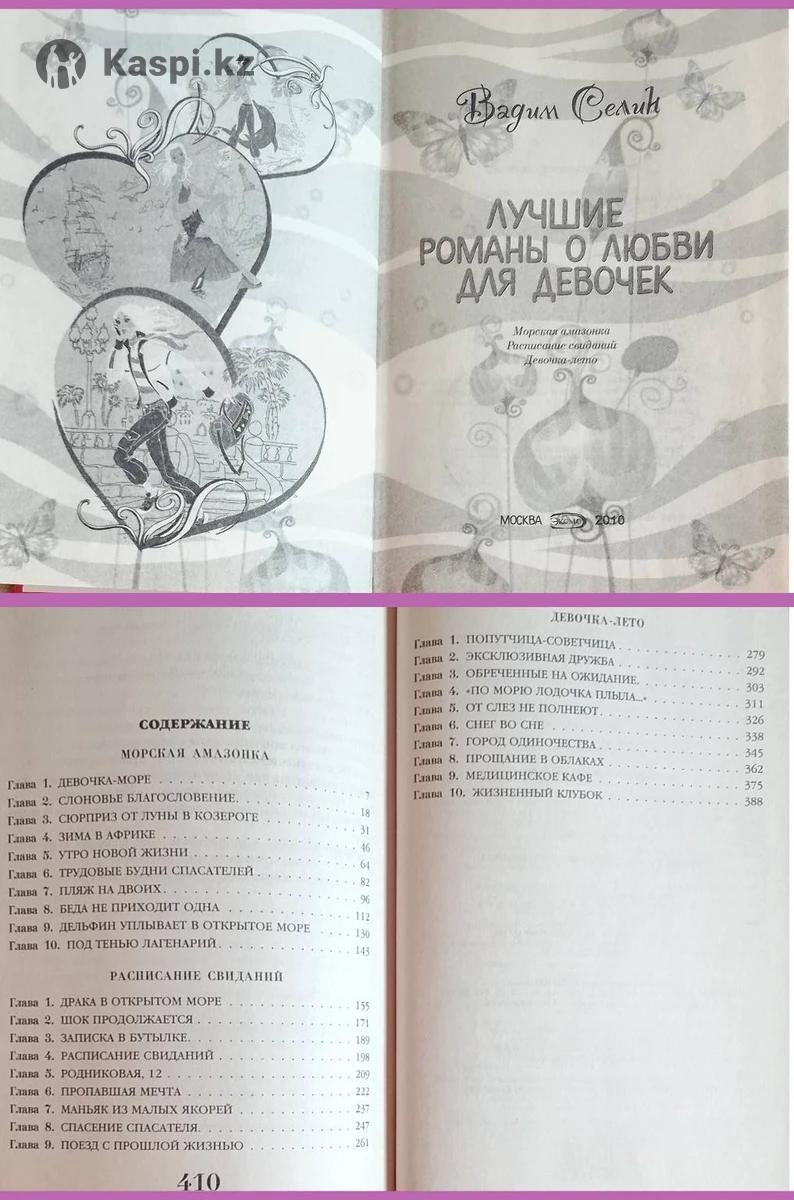 Kaspi.kz
Вадим Селин
ЛУЧШИЕ
РОМАНЫ О ЛЮБВИ
ДЛЯ ДЕВОЧЕК
Морская амазонка
Расписание свиданий
Девочка-лето
МОСКВА ЭКСМО 2010
СОДЕРЖАНИЕ
МОРСКАЯ АМАЗОНКА
Глава 1. ДЕВОЧКА-МОРЕ 7
Глава 2. СЛОНОВЬЕ БЛАГОСЛОВЕНИЕ 18
Глава 3. СЮРПРИЗ ОТ ЛУНЫ В КОЗЕРОГЕ 31
Глава 4. ЗИМА В АФРИКЕ 46
Глава 5. УТРО НОВОЙ ЖИЗНИ 64
Глава 6. ТРУДОВЫЕ БУДНИ СПАСАТЕЛЕЙ 82
Глава 7. ПЛЯЖ НА ДВОИХ 96
Глава 8. БЕДА НЕ ПРИХОДИТ ОДНА 112
Глава 9. ДЕЛЬФИН УПЛЫВАЕТ В ОТКРЫТОЕ МОРЕ 130
Глава 10. ПОД ТЕНЬЮ ЛАГЕНАРИЙ 143
РАСПИСАНИЕ СВИДАНИЙ
Глава 1. ДРАКА В ОТКРЫТОМ МОРЕ 155
Глава 2. ШОК ПРОДОЛЖАЕТСЯ 171
Глава 3. ЗАПИСКА В БУТЫЛКЕ 189
Глава 4. РАСПИСАНИЕ СВИДАНИЙ 198
Глава 5. РОДНИКОВАЯ, 12 209
Глава 6. ПРОПАВШАЯ МЕЧТА 222
Глава 7. МАНЬЯК ИЗ МАЛЫХ ЯКОРЕЙ 237
Глава 8. СПАСЕНИЕ СПАСАТЕЛЯ 247
Глава 9. ПОЕЗД С ПРОШЛОЙ ЖИЗНЬЮ 261
410
ДЕВОЧКА-ЛЕТО
Глава 1. ПОПУТЧИЦА-СОВЕТЧИЦА 279
Глава 2. ЭКСКЛЮЗИВНАЯ ДРУЖБА 292
Глава 3. ОБРЕЧЕННЫЕ НА ОЖИДАНИЕ 303
Глава 4. «ПО МОРЮ ЛОДОЧКА ПЛЫЛА...» 311
Глава 5. ОТ СЛЕЗ НЕ ПОЛНЕЮТ 326
Глава 6. СНЕГ ВО СНЕ 338
Глава 7. ГОРОД ОДИНОЧЕСТВА 345
Глава 8. ПРОЩАНИЕ В ОБЛАКАХ 362
Глава 9. МЕДИЦИНСКОЕ КАФЕ 375
Глава 10. ЖИЗНЕННЫЙ КЛУБОК 388